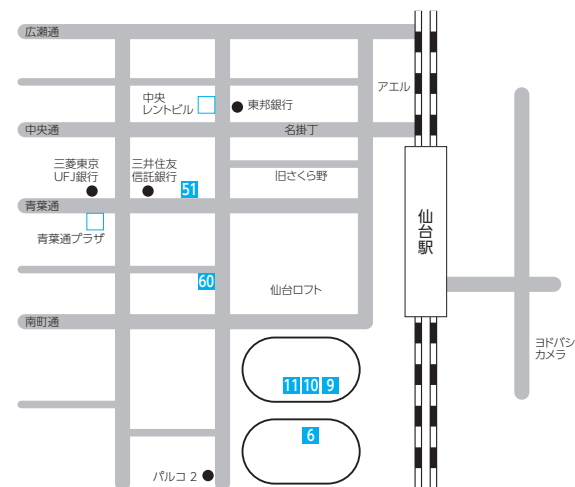 広瀬通
アエル
中央
レントビル
東邦銀行
中央通
名掛丁
三菱東京
UFJ銀行
三井住友
信託銀行
51
旧さくら野
青葉通
青葉通プラザ
仙台駅
60
仙台ロフト
南町通
ヨドバシ
カメラ
11 10 9
6
パルコ 2